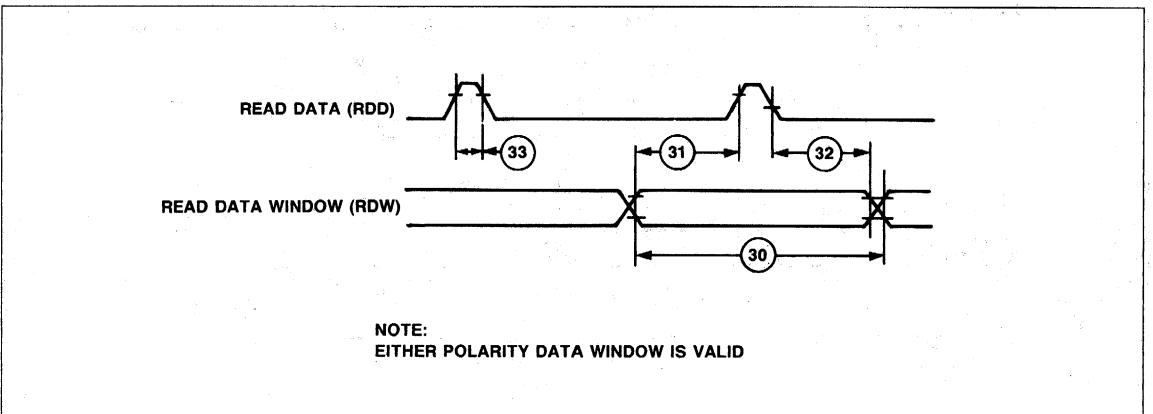 READ DATA (RDD)
33
31
32
READ DATA WINDOW (RDW)
30
NOTE:
EITHER POLARITY DATA WINDOW IS VALID